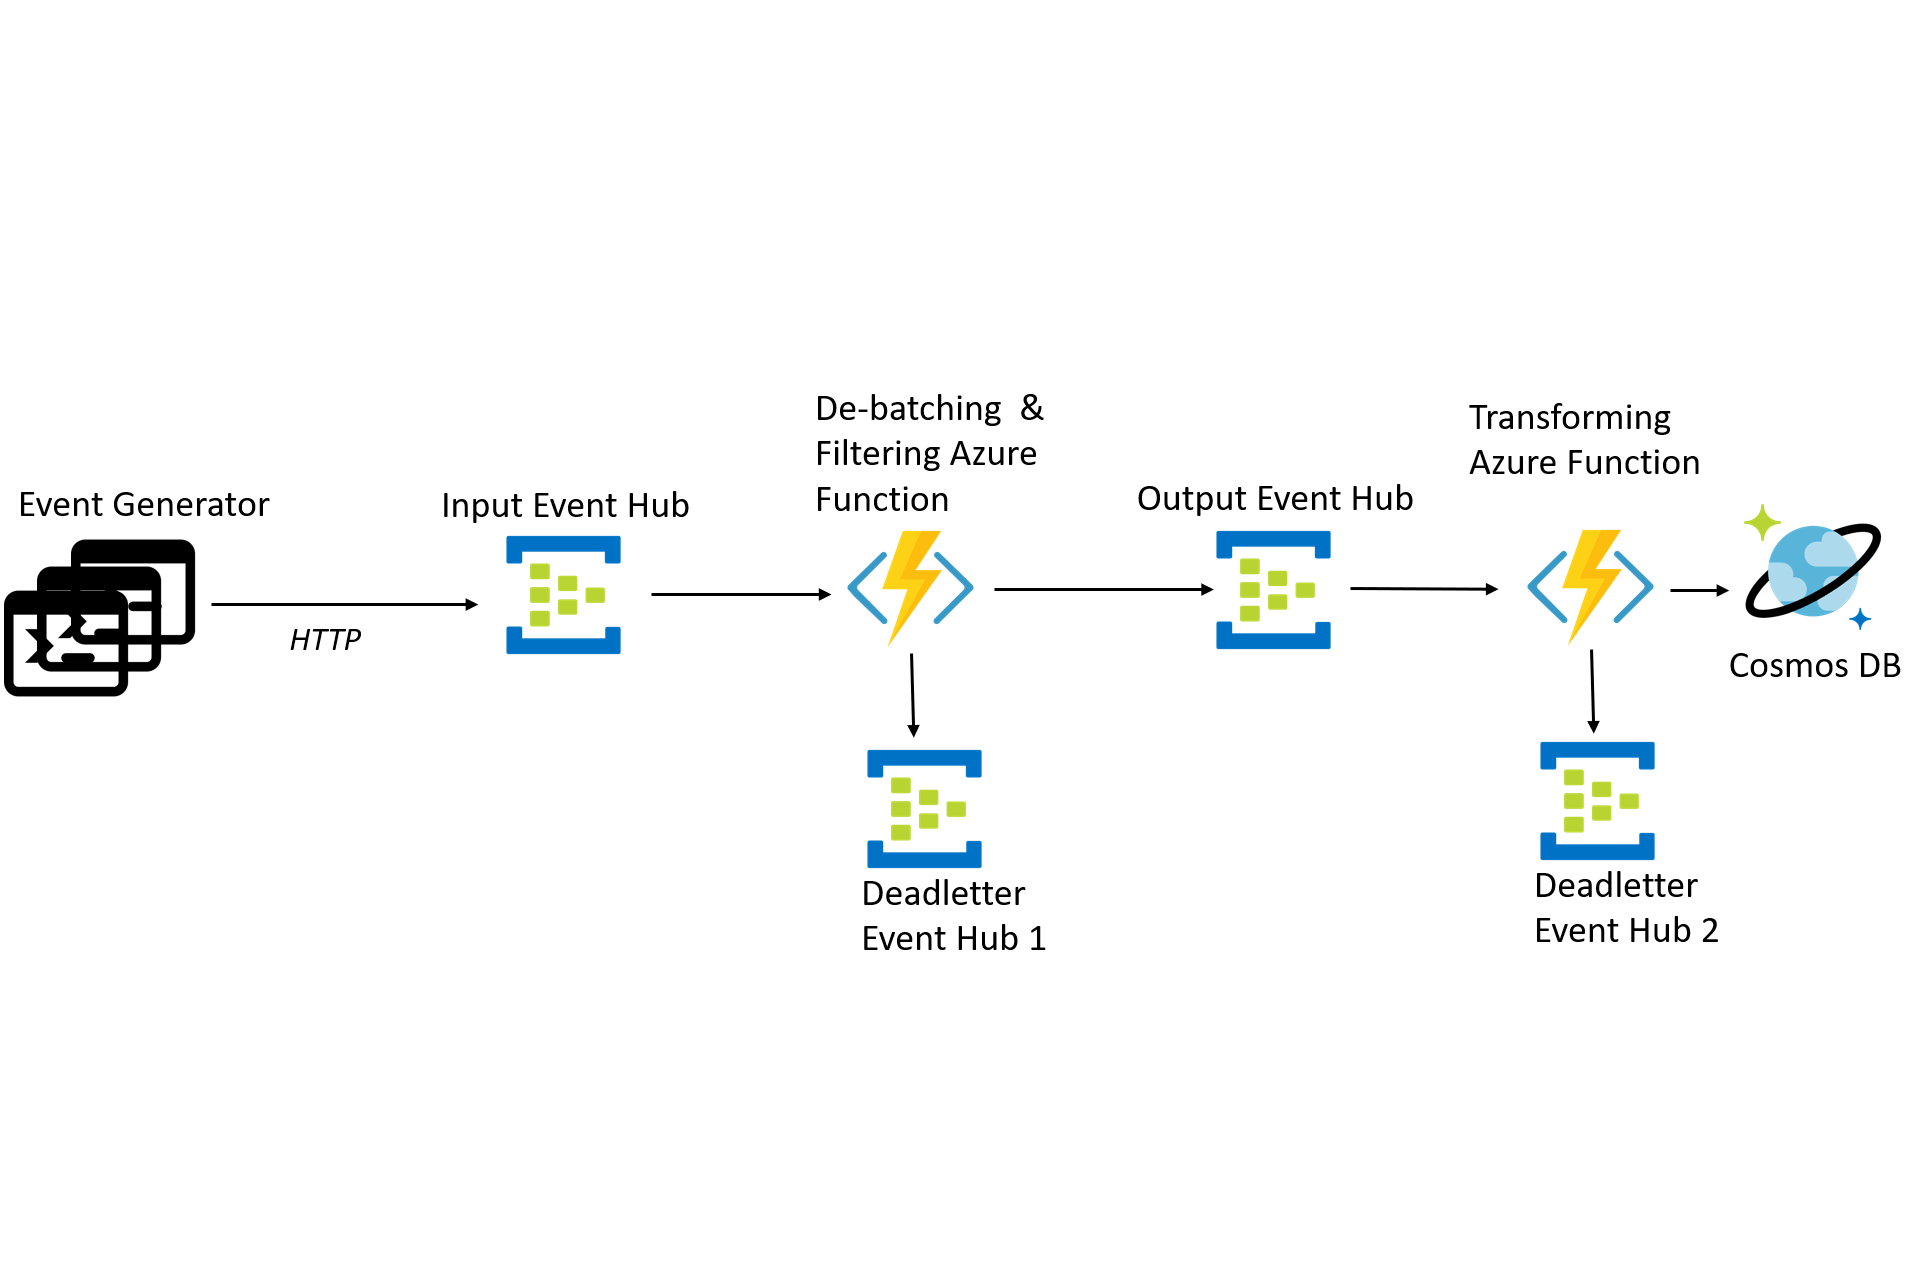 Event Generator
HTTP
Input Event Hub
De-batching & 
Filtering Azure
Function
Output Event Hub
Transforming
Azure Function
Cosmos DB
Deadletter
Event Hub 1
Deadletter
Event Hub 2